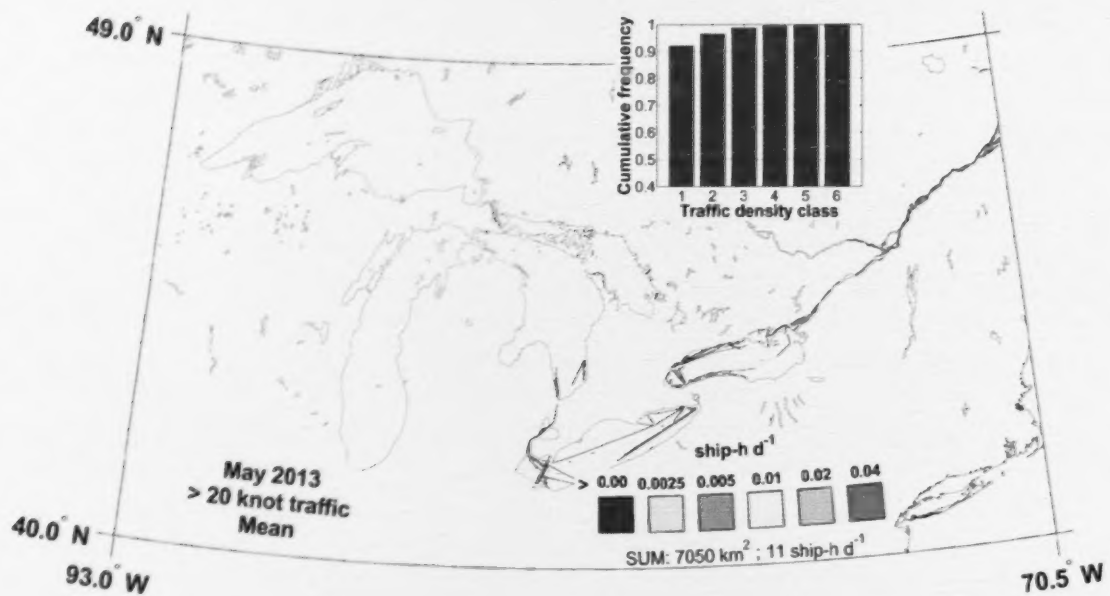 49.0° N
Cumulative frequency
1
0.9
0.8
0.7
0.6
0.5
0.4
1 2 3 4 5 6
Traffic density class
May 2013
> 20 knot traffic
Mean
ship-h d⁻¹
> 0.00 0.0025 0.005 0.01 0.02 0.04
SUM: 7050 km² ; 11 ship-h d⁻¹
40.0° N
93.0° W
70.5° W